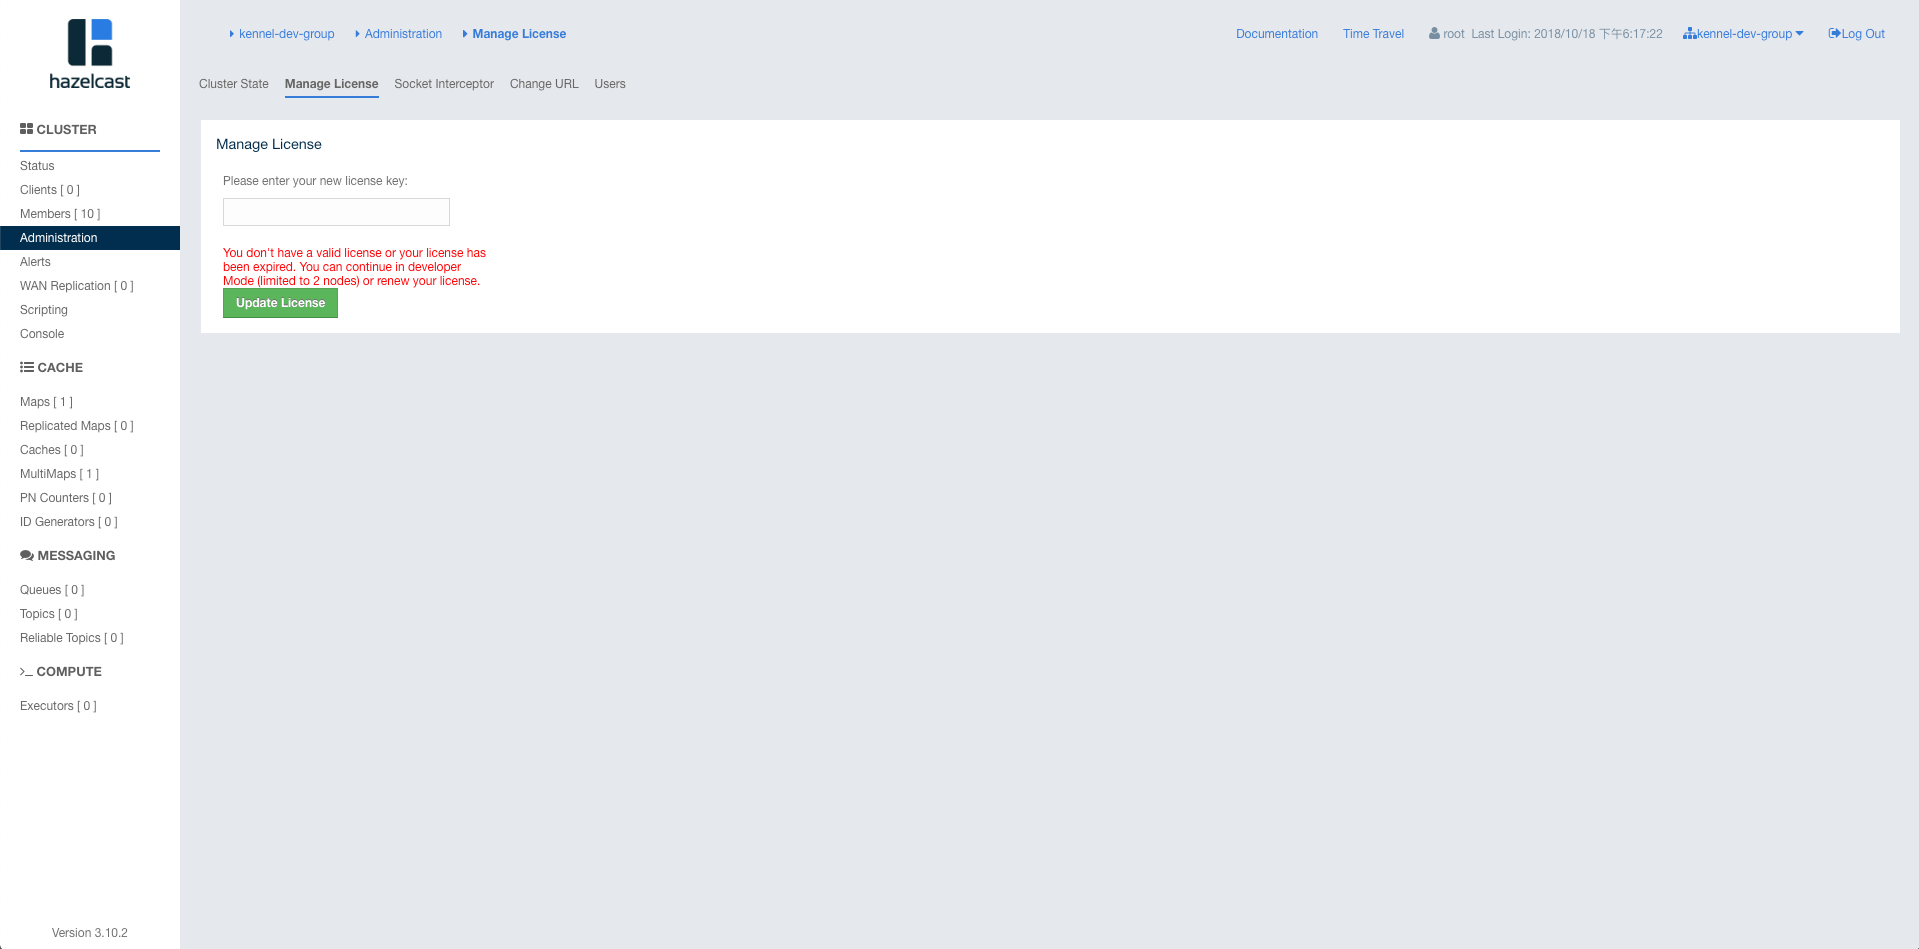 hazelcast
kennel-dev-group Administration Manage License
Documentation Time Travel root Last Login: 2018/10/18 下午6:17:22 kennel-dev-group Log Out
Cluster State Manage License Socket Interceptor Change URL Users
CLUSTER
Status
Clients [ 0 ]
Members [ 10 ]
Administration
Alerts
WAN Replication [ 0 ]
Scripting
Console
CACHE
Maps [ 1 ]
Replicated Maps [ 0 ]
Caches [ 0 ]
MultiMaps [ 1 ]
PN Counters [ 0 ]
ID Generators [ 0 ]
MESSAGING
Queues [ 0 ]
Topics [ 0 ]
Reliable Topics [ 0 ]
COMPUTE
Executors [ 0 ]
Version 3.10.2
Manage License
Please enter your new license key:
You don't have a valid license or your license has
been expired. You can continue in developer
Mode (limited to 2 nodes) or renew your license.
Update License